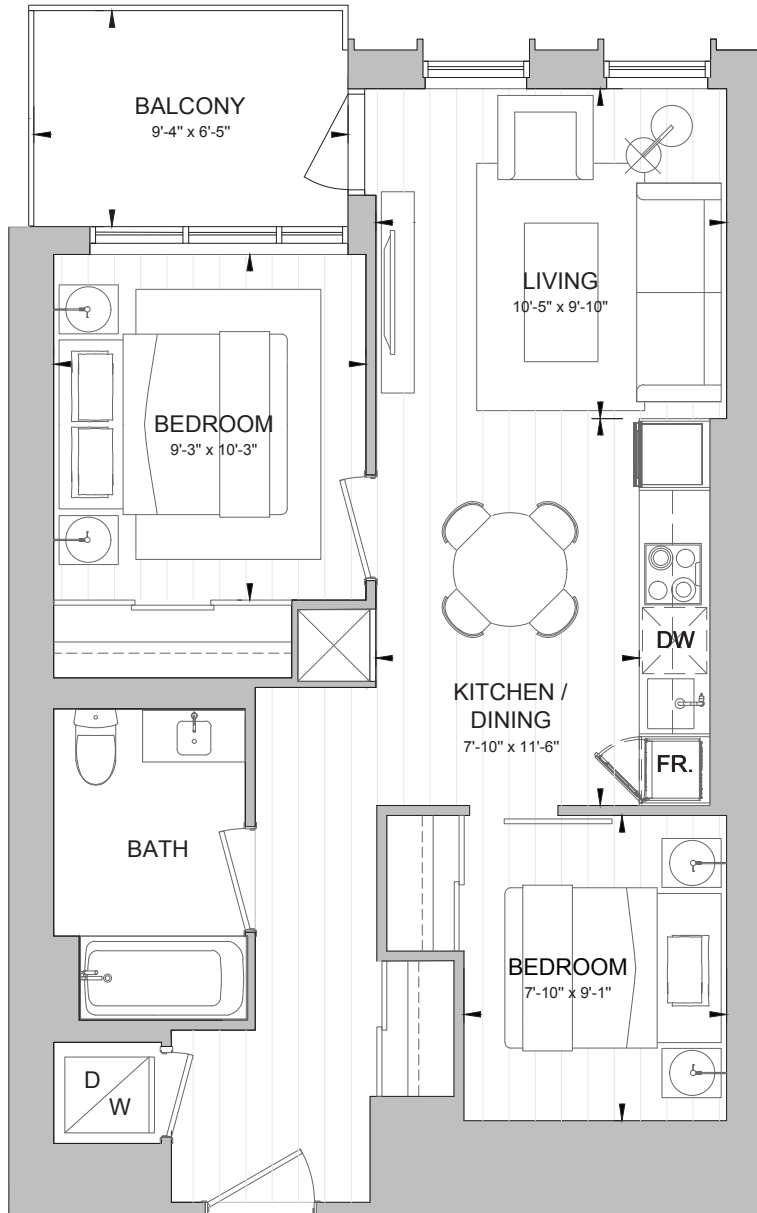 BALCONY
9'-4" x 6'-5"
LIVING
10'-5" x 9'-10"
BEDROOM
9'-3" x 10'-3"
DW
KITCHEN /
DINING
7'-10" x 11'-6"
FR.
BATH
BEDROOM
7'-10" x 9'-1"
D
W